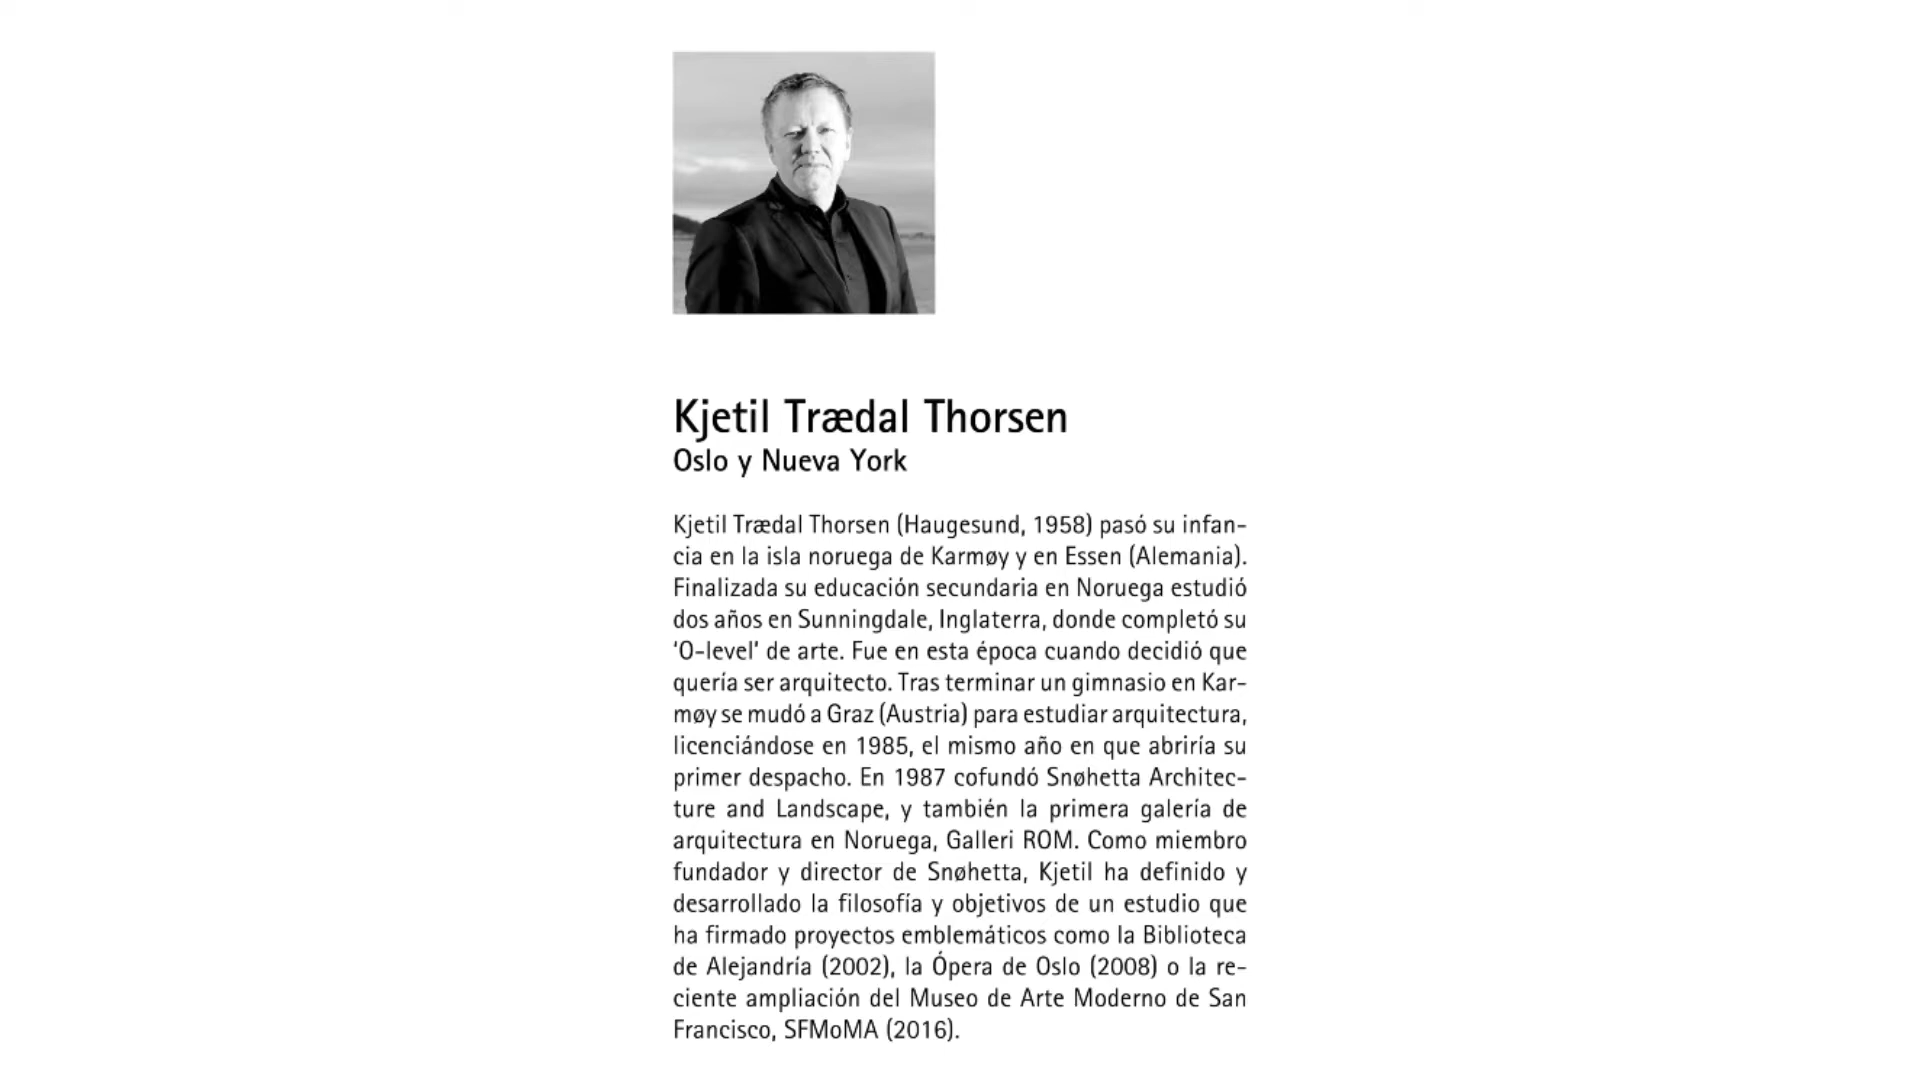 Kjetil Trædal Thorsen
Oslo y Nueva York
Kjetil Trædal Thorsen (Haugesund, 1958) pasó su infan-
cia en la isla noruega de Karmøy y en Essen (Alemania).
Finalizada su educación secundaria en Noruega estudió
dos años en Sunningdale, Inglaterra, donde completó su
‘O-level’ de arte. Fue en esta época cuando decidió que
quería ser arquitecto. Tras terminar un gimnasio en Kar-
møy se mudó a Graz (Austria) para estudiar arquitectura,
licenciándose en 1985, el mismo año en que abriría su
primer despacho. En 1987 cofundó Snøhetta Architec-
ture and Landscape, y también la primera galería de
arquitectura en Noruega, Galleri ROM. Como miembro
fundador y director de Snøhetta, Kjetil ha definido y
desarrollado la filosofía y objetivos de un estudio que
ha firmado proyectos emblemáticos como la Biblioteca
de Alejandría (2002), la Ópera de Oslo (2008) o la re-
ciente ampliación del Museo de Arte Moderno de San
Francisco, SFMoMA (2016).